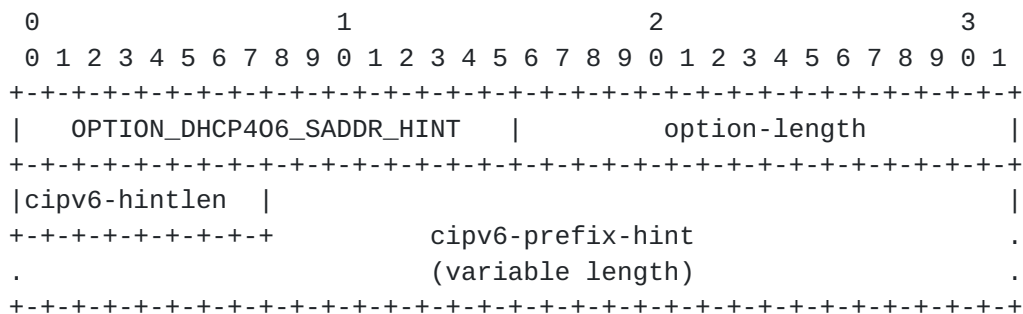 0                   1                   2                   3
 0 1 2 3 4 5 6 7 8 9 0 1 2 3 4 5 6 7 8 9 0 1 2 3 4 5 6 7 8 9 0 1
+-+-+-+-+-+-+-+-+-+-+-+-+-+-+-+-+-+-+-+-+-+-+-+-+-+-+-+-+-+-+-+-+
|   OPTION_DHCP4O6_SADDR_HINT   |         option-length         |
+-+-+-+-+-+-+-+-+-+-+-+-+-+-+-+-+-+-+-+-+-+-+-+-+-+-+-+-+-+-+-+-+
|cipv6-hintlen  |                                               |
+-+-+-+-+-+-+-+-+          cipv6-prefix-hint                    .
.                          (variable length)                    .
+-+-+-+-+-+-+-+-+-+-+-+-+-+-+-+-+-+-+-+-+-+-+-+-+-+-+-+-+-+-+-+-+